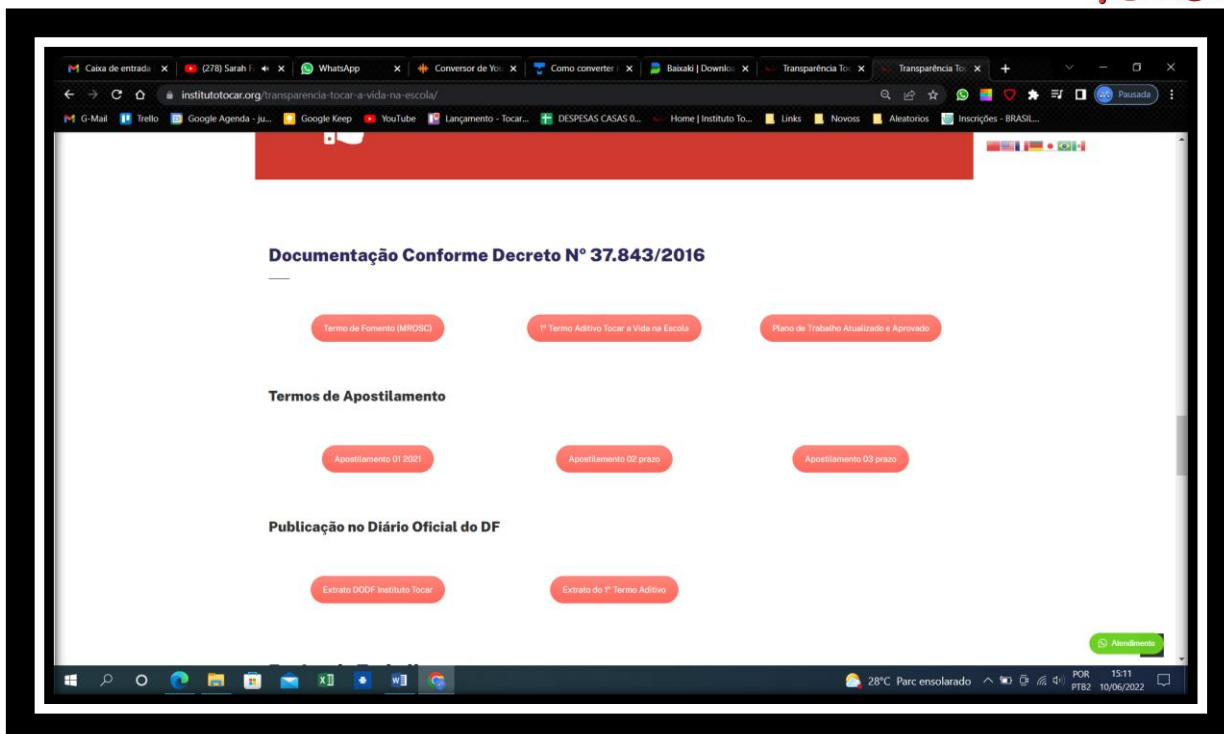 Caixa de entrada
(278) Sarah F
WhatsApp
Conversor de You
Como converter
Baixaki | Downloa
Transparência Toc
Transparência Toc
institutotocar.org/transparencia-tocar-a-vida-na-escola/
Pausada
G-Mail
Trello
Google Agenda - ju...
Google Keep
YouTube
Lançamento - Tocar...
DESPESAS CASAS 0...
Home | Instituto To...
Links
Novoss
Aleatorios
Inscrições - BRASIL...
Documentação Conforme Decreto Nº 37.843/2016
Termo de Fomento (MROSC)
1º Termo Aditivo Tocar a Vida na Escola
Plano de Trabalho Atualizado e Aprovado
Termos de Apostilamento
Apostilamento 01 2021
Apostilamento 02 prazo
Apostilamento 03 prazo
Publicação no Diário Oficial do DF
Extrato DODF Instituto Tocar
Extrato do 1º Termo Aditivo
Atendimento
28°C Parc ensolarado
POR
PTB2
15:11
10/06/2022